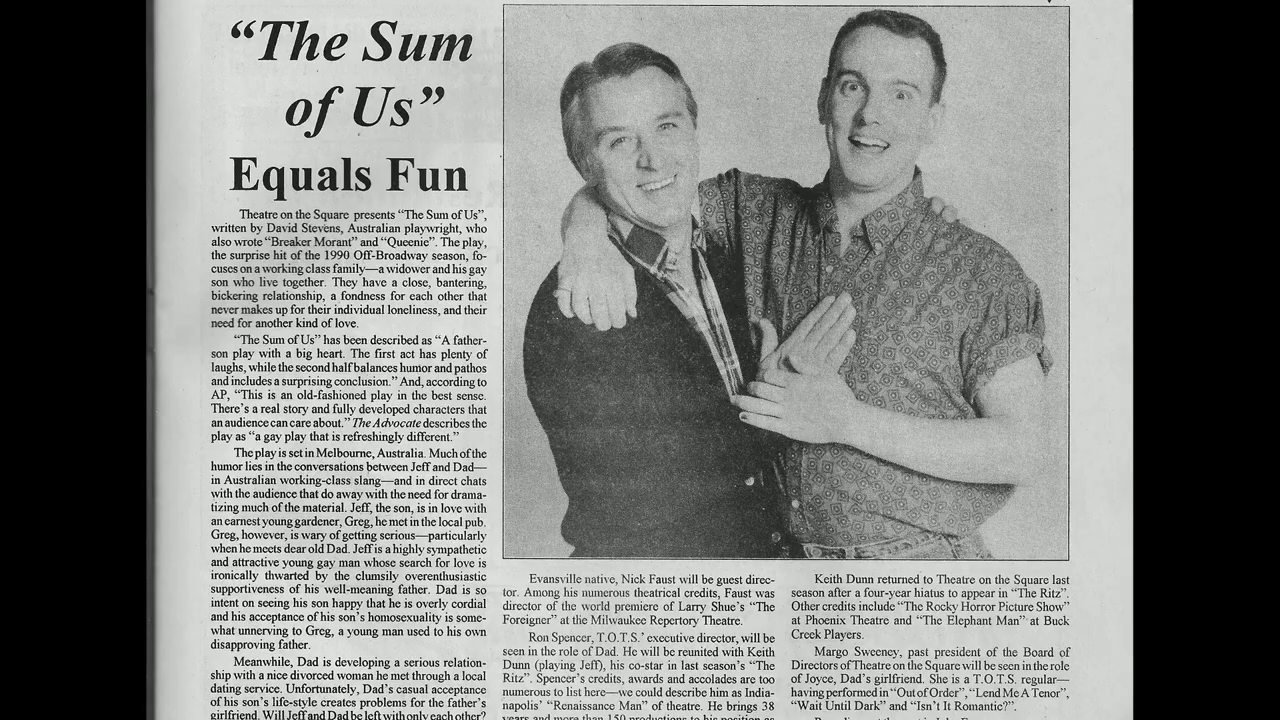 “The Sum
of Us”
Equals Fun
Theatre on the Square presents “The Sum of Us”,
written by David Stevens, Australian playwright, who
also wrote “Breaker Morant” and “Queenie”. The play,
the surprise hit of the 1990 Off-Broadway season, fo-
cuses on a working class family—a widower and his gay
son who live together. They have a close, bantering,
bickering relationship, a fondness for each other that
never makes up for their individual loneliness, and their
need for another kind of love.
“The Sum of Us” has been described as “A father-
son play with a big heart. The first act has plenty of
laughs, while the second half balances humor and pathos
and includes a surprising conclusion.” And, according to
AP, “This is an old-fashioned play in the best sense.
There’s a real story and fully developed characters that
an audience can care about.” The Advocate describes the
play as “a gay play that is refreshingly different.”
The play is set in Melbourne, Australia. Much of the
humor lies in the conversations between Jeff and Dad—
in Australian working-class slang—and in direct chats
with the audience that do away with the need for drama-
tizing much of the material. Jeff, the son, is in love with
an earnest young gardener, Greg, he met in the local pub.
Greg, however, is wary of getting serious—particularly
when he meets dear old Dad. Jeff is a highly sympathetic
and attractive young gay man whose search for love is
ironically thwarted by the clumsily overenthusiastic
supportiveness of his well-meaning father. Dad is so
intent on seeing his son happy that he is overly cordial
and his acceptance of his son’s homosexuality is some-
what unnerving to Greg, a young man used to his own
disapproving father.
Meanwhile, Dad is developing a serious relation-
ship with a nice divorced woman he met through a local
dating service. Unfortunately, Dad’s casual acceptance
of his son’s life-style creates problems for the father’s
girlfriend. Will Jeff and Dad be left with only each other?
Evansville native, Nick Faust will be guest direc-
tor. Among his numerous theatrical credits, Faust was
director of the world premiere of Larry Shue’s “The
Foreigner” at the Milwaukee Repertory Theatre.
Ron Spencer, T.O.T.S.’ executive director, will be
seen in the role of Dad. He will be reunited with Keith
Dunn (playing Jeff), his co-star in last season’s “The
Ritz”. Spencer’s credits, awards and accolades are too
numerous to list here—we could describe him as India-
napolis’ “Renaissance Man” of theatre. He brings 38
years and more than 150 productions to his position as
Keith Dunn returned to Theatre on the Square last
season after a four-year hiatus to appear in “The Ritz”.
Other credits include “The Rocky Horror Picture Show”
at Phoenix Theatre and “The Elephant Man” at Buck
Creek Players.
Margo Sweeney, past president of the Board of
Directors of Theatre on the Square will be seen in the role
of Joyce, Dad’s girlfriend. She is a T.O.T.S. regular—
having performed in “Out of Order”, “Lend Me A Tenor”,
“Wait Until Dark” and “Isn’t It Romantic?”.